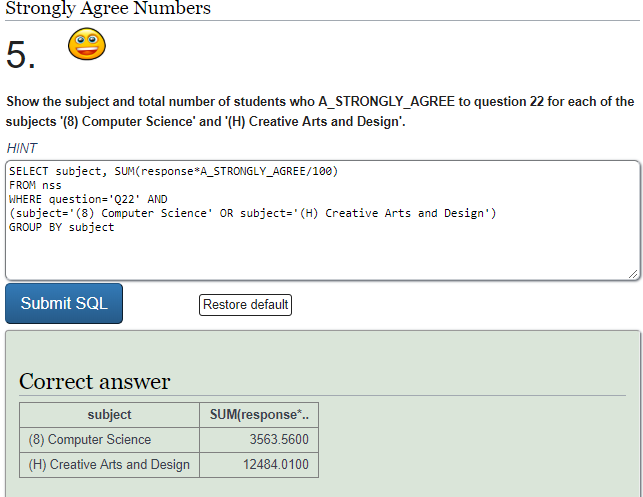 Strongly Agree Numbers
5.
Show the subject and total number of students who A_STRONGLY_AGREE to question 22 for each of the
subjects '(8) Computer Science' and '(H) Creative Arts and Design'.
HINT
SELECT subject, SUM(response*A_STRONGLY_AGREE/100)
FROM nss
WHERE question='Q22' AND
(subject='(8) Computer Science' OR subject='(H) Creative Arts and Design')
GROUP BY subject
Submit SQL Restore default
Correct answer
subject SUM(response*..
(8) Computer Science 3563.5600
(H) Creative Arts and Design 12484.0100